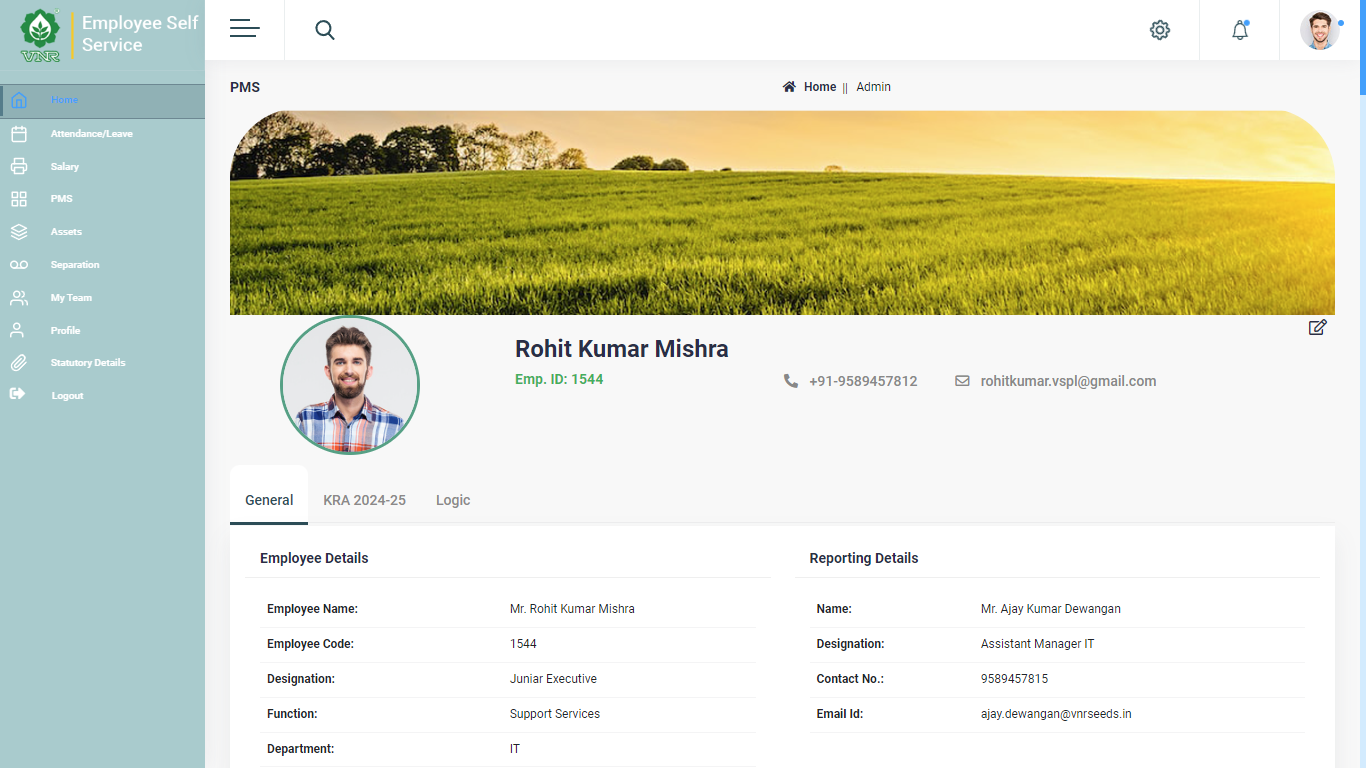 VNR
Employee Self
Service
Home
Attendance/Leave
Salary
PMS
Assets
Separation
My Team
Profile
Statutory Details
Logout
PMS
Home || Admin
Rohit Kumar Mishra
Emp. ID: 1544
+91-9589457812 rohitkumar.vspl@gmail.com
General KRA 2024-25 Logic
Employee Details
Employee Name: Mr. Rohit Kumar Mishra
Employee Code: 1544
Designation: Juniar Executive
Function: Support Services
Department: IT
Reporting Details
Name: Mr. Ajay Kumar Dewangan
Designation: Assistant Manager IT
Contact No.: 9589457815
Email Id: ajay.dewangan@vnrseeds.in